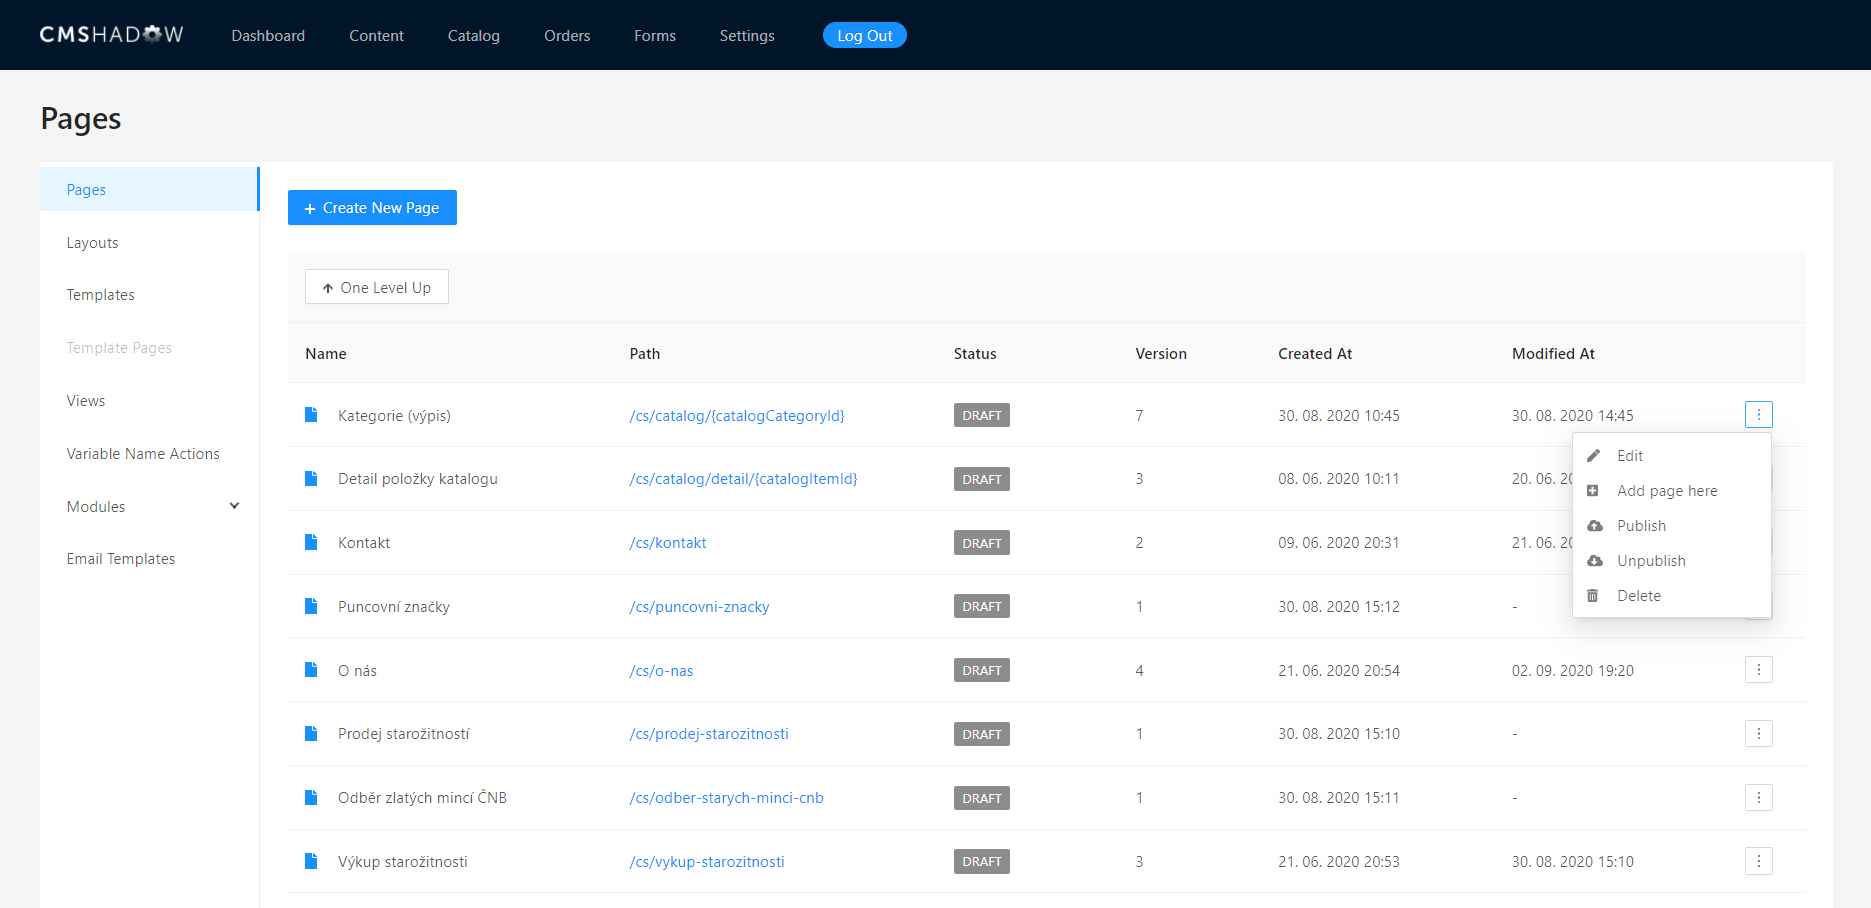 CMSHADOW Dashboard Content Catalog Orders Forms Settings Log Out
Pages
Pages
Layouts
Templates
Template Pages
Views
Variable Name Actions
Modules
Email Templates
+ Create New Page
One Level Up
Name Path Status Version Created At Modified At
Kategorie (výpis) /cs/catalog/{catalogCategoryId} DRAFT 7 30. 08. 2020 10:45 30. 08. 2020 14:45
Detail položky katalogu /cs/catalog/detail/{catalogItemId} DRAFT 3 08. 06. 2020 10:11 20. 06.
Kontakt /cs/kontakt DRAFT 2 09. 06. 2020 20:31 21. 06.
Puncovní značky /cs/puncovni-znacky DRAFT 1 30. 08. 2020 15:12 -
O nás /cs/o-nas DRAFT 4 21. 06. 2020 20:54 02. 09. 2020 19:20
Prodej starožitností /cs/prodej-starozitnosti DRAFT 1 30. 08. 2020 15:10 -
Odběr zlatých mincí ČNB /cs/odber-starych-minci-cnb DRAFT 1 30. 08. 2020 15:11 -
Výkup starožitnosti /cs/vykup-starozitnosti DRAFT 3 21. 06. 2020 20:53 30. 08. 2020 15:10
Edit
Add page here
Publish
Unpublish
Delete